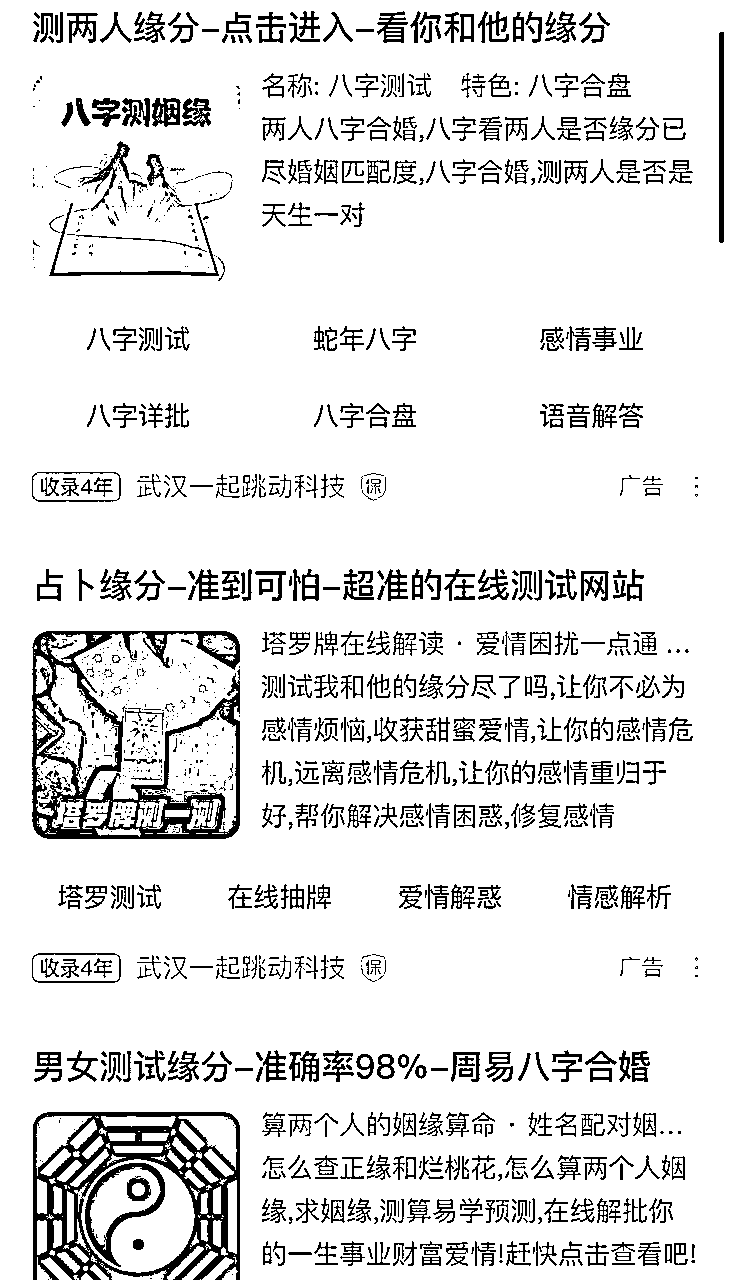 测两人缘分-点击进入-看你和他的缘分
八字测姻缘
名称: 八字测试 特色: 八字合盘
两人八字合婚,八字看两人是否缘分已
尽婚姻匹配度,八字合婚,测两人是否是
天生一对
八字测试 蛇年八字 感情事业
八字详批 八字合盘 语音解答
收录4年 武汉一起跳动科技 保 广告
占卜缘分-准到可怕-超准的在线测试网站
塔罗牌测一测
塔罗牌在线解读 · 爱情困扰一点通 ...
测试我和他的缘分尽了吗,让你不必为
感情烦恼,收获甜蜜爱情,让你的感情危
机,远离感情危机,让你的感情重归于
好,帮你解决感情困惑,修复感情
塔罗测试 在线抽牌 爱情解惑 情感解析
收录4年 武汉一起跳动科技 保 广告
男女测试缘分-准确率98%-周易八字合婚
算两个人的姻缘算命 · 姓名配对姻...
怎么查正缘和烂桃花,怎么算两个人姻
缘,求姻缘,测算易学预测,在线解批你
的一生事业财富爱情!赶快点击查看吧!